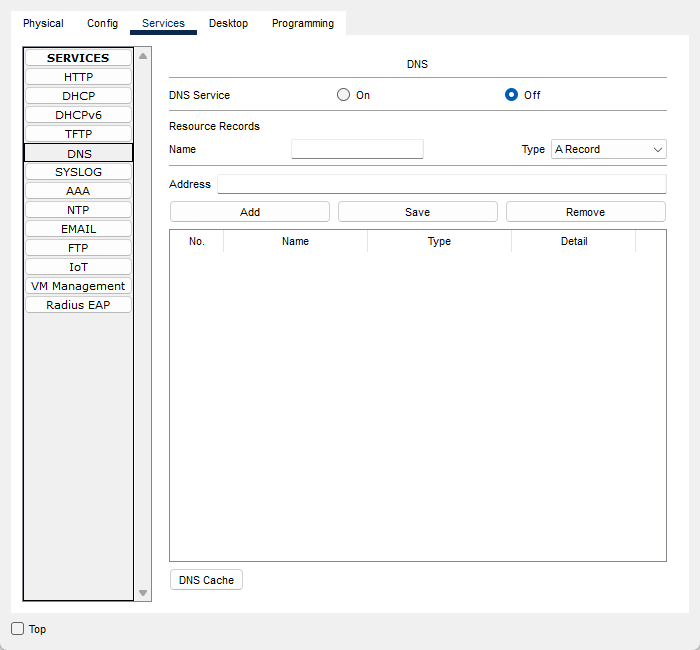 Physical Config Services Desktop Programming
SERVICES
HTTP
DHCP
DHCPv6
TFTP
DNS
SYSLOG
AAA
NTP
EMAIL
FTP
IoT
VM Management
Radius EAP
DNS
DNS Service On Off
Resource Records
Name Type A Record
Address
Add Save Remove
No. Name Type Detail
DNS Cache
Top